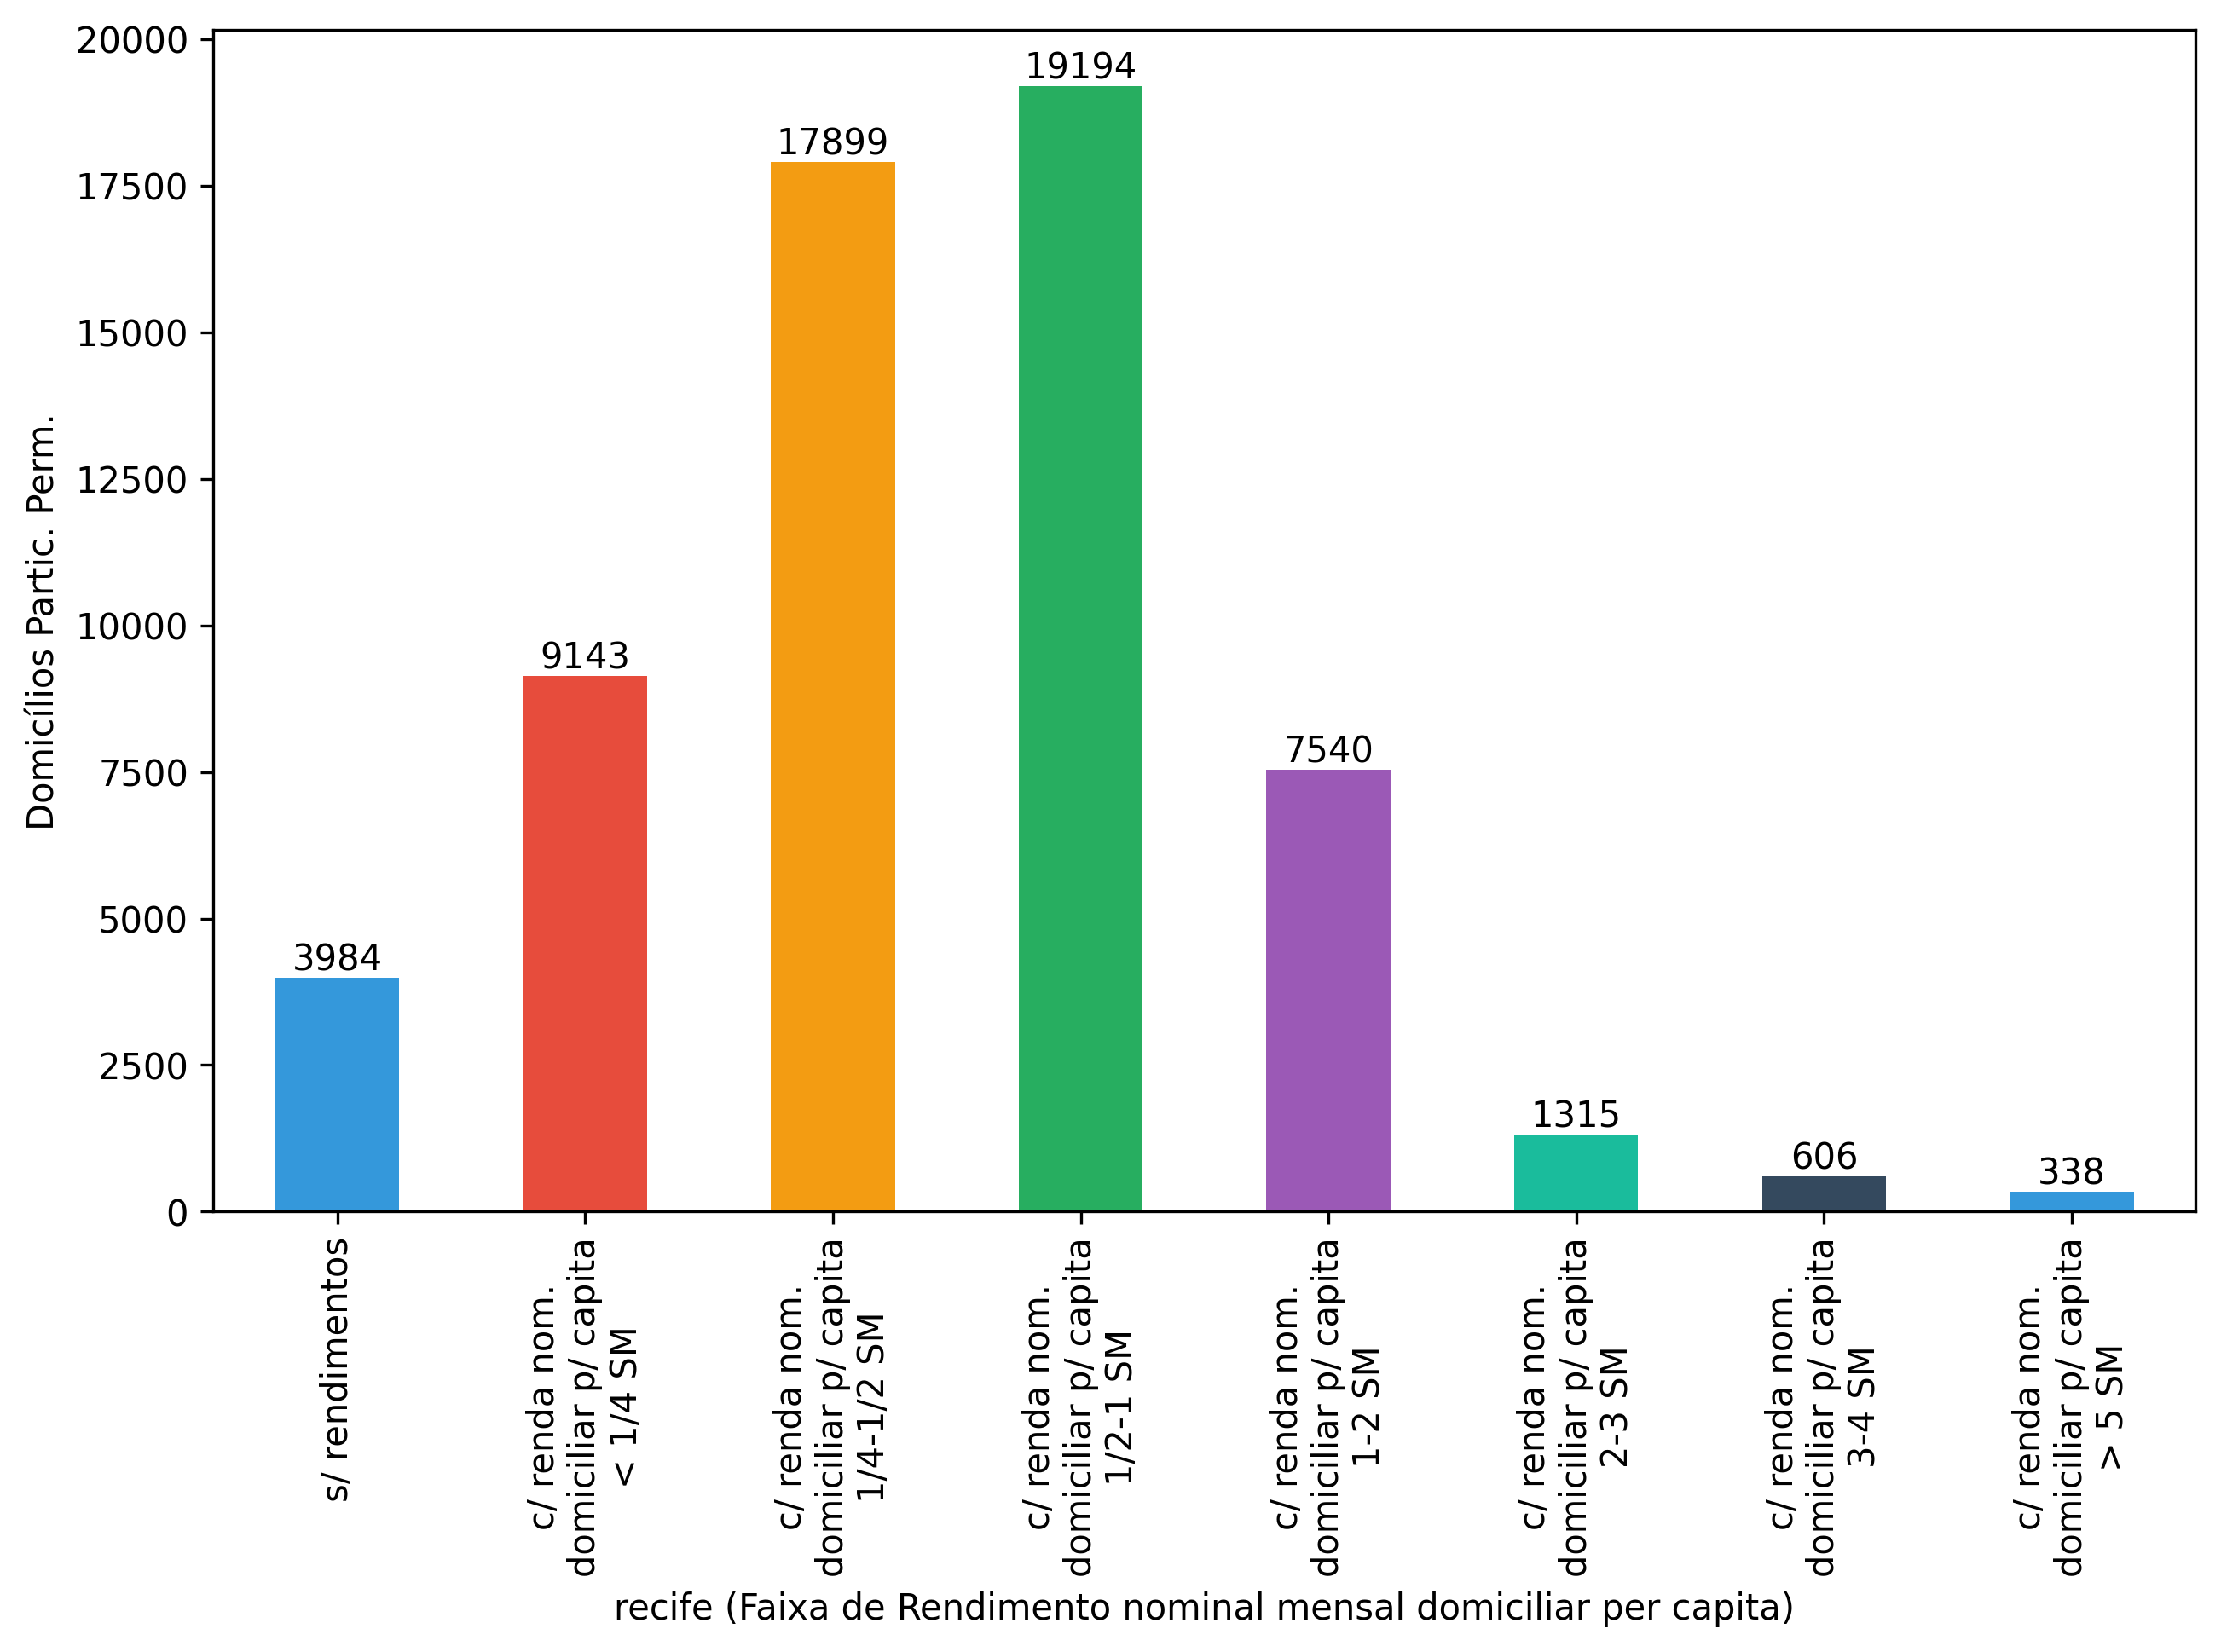 20000
17500
15000
12500
10000
7500
5000
2500
0
Domicílios Partic. Perm.
3984
9143
17899
19194
7540
1315
606
338
s/ rendimentos
c/ renda nom.
domiciliar p/ capita
< 1/4 SM
c/ renda nom.
domiciliar p/ capita
1/4-1/2 SM
c/ renda nom.
domiciliar p/ capita
1/2-1 SM
c/ renda nom.
domiciliar p/ capita
1-2 SM
c/ renda nom.
domiciliar p/ capita
2-3 SM
c/ renda nom.
domiciliar p/ capita
3-4 SM
c/ renda nom.
domiciliar p/ capita
> 5 SM
recife (Faixa de Rendimento nominal mensal domiciliar per capita)